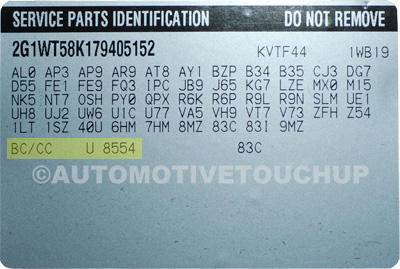 SERVICE PARTS IDENTIFICATION DO NOT REMOVE
2G1WT58K179405152 KVTF44 1WB19
AL0 AP3 AP9 AR9 AT8 AY1 BZP B34 B35 CJ3 DG7
D55 FE1 FE9 FQ3 IPC JB9 J65 KG7 LZE MX0 M15
NK5 NT7 OSH PY0 QPX R6K R6P R9L R9N SLM UE1
UH8 UJ2 UW6 U1C U77 VA5 VH9 VT7 V73 ZFH Z54
1LT 1SZ 40U 6HM 7HM 8MZ 83C 83I 9MZ
BC/CC U 8554 83C
©AUTOMOTIVETOUCHUP